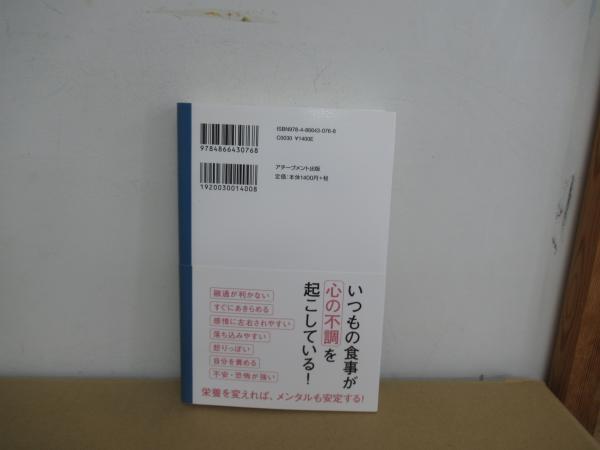 ISBN978-4-86643-076-8
C0030 ¥1400E
9784866430768
アチーブメント出版
定価：本体1400円+税
1920030014008
いつもの食事が
心の不調を
起こしている！
融通が利かない
すぐにあきらめる
感情に左右されやすい
落ち込みやすい
怒りっぽい
自分を責める
不安・恐怖が強い
栄養を変えれば、メンタルも安定する！